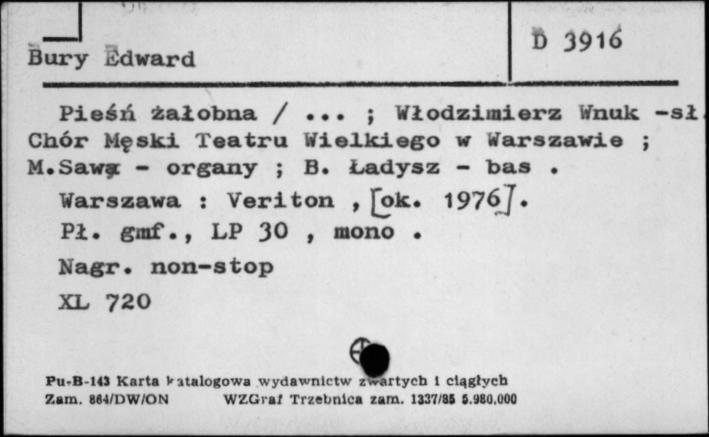 D 3916
Bury Edward
Pieśń żałobna / ... ; Włodzimierz Wnuk -sł.
Chór Męski Teatru Wielkiego w Warszawie ;
M.Sawa - organy ; B. Ładysz - bas .
Warszawa : Veriton , [ok. 1976].
Pł. gmf., LP 30 , mono .
Nagr. non-stop
XL 720
Pu-B-143 Karta katalogowa wydawnictw zwartych i ciągłych
Zam. 864/DW/ON WZGraf Trzebnica zam. 1337/85 5.980.000